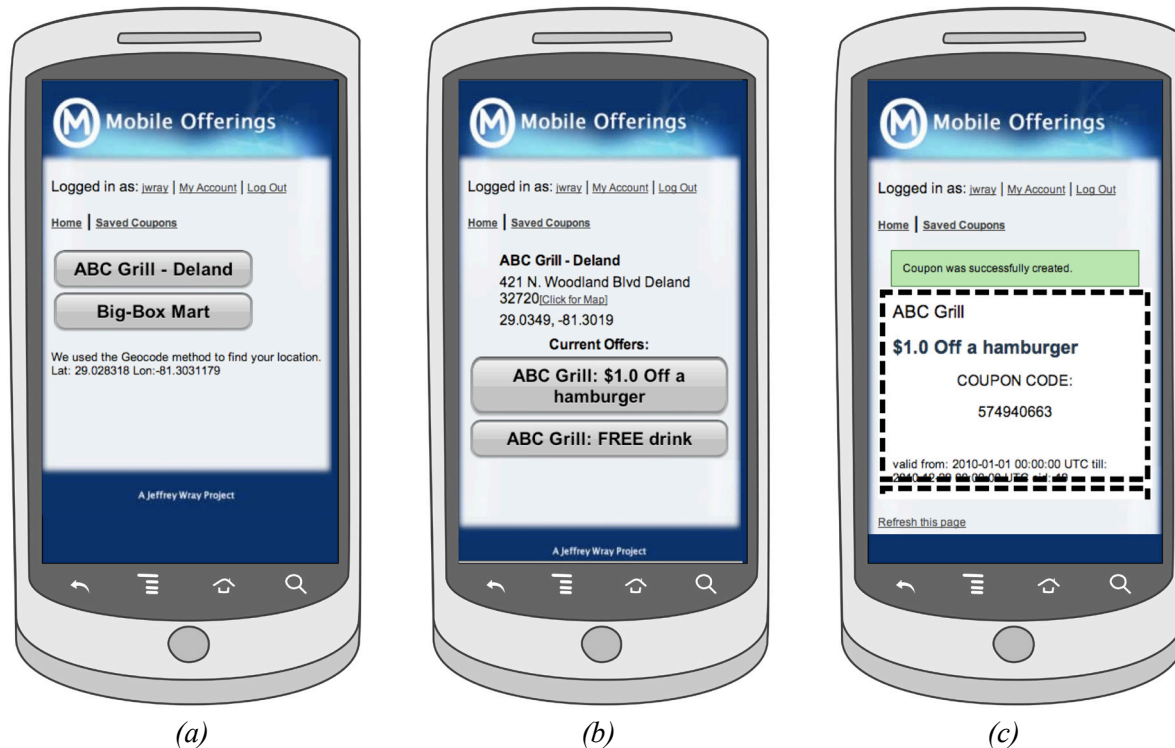 M Mobile Offerings
Logged in as: jwray | My Account | Log Out
Home | Saved Coupons
ABC Grill - Deland
Big-Box Mart
We used the Geocode method to find your location.
Lat: 29.028318 Lon:-81.3031179
A Jeffrey Wray Project
(a)
M Mobile Offerings
Logged in as: jwray | My Account | Log Out
Home | Saved Coupons
ABC Grill - Deland
421 N. Woodland Blvd Deland
32720[Click for Map]
29.0349, -81.3019
Current Offers:
ABC Grill: $1.0 Off a
hamburger
ABC Grill: FREE drink
A Jeffrey Wray Project
(b)
M Mobile Offerings
Logged in as: jwray | My Account | Log Out
Home | Saved Coupons
Coupon was successfully created.
ABC Grill
$1.0 Off a hamburger
COUPON CODE:
574940663
valid from: 2010-01-01 00:00:00 UTC till:
Refresh this page
(c)